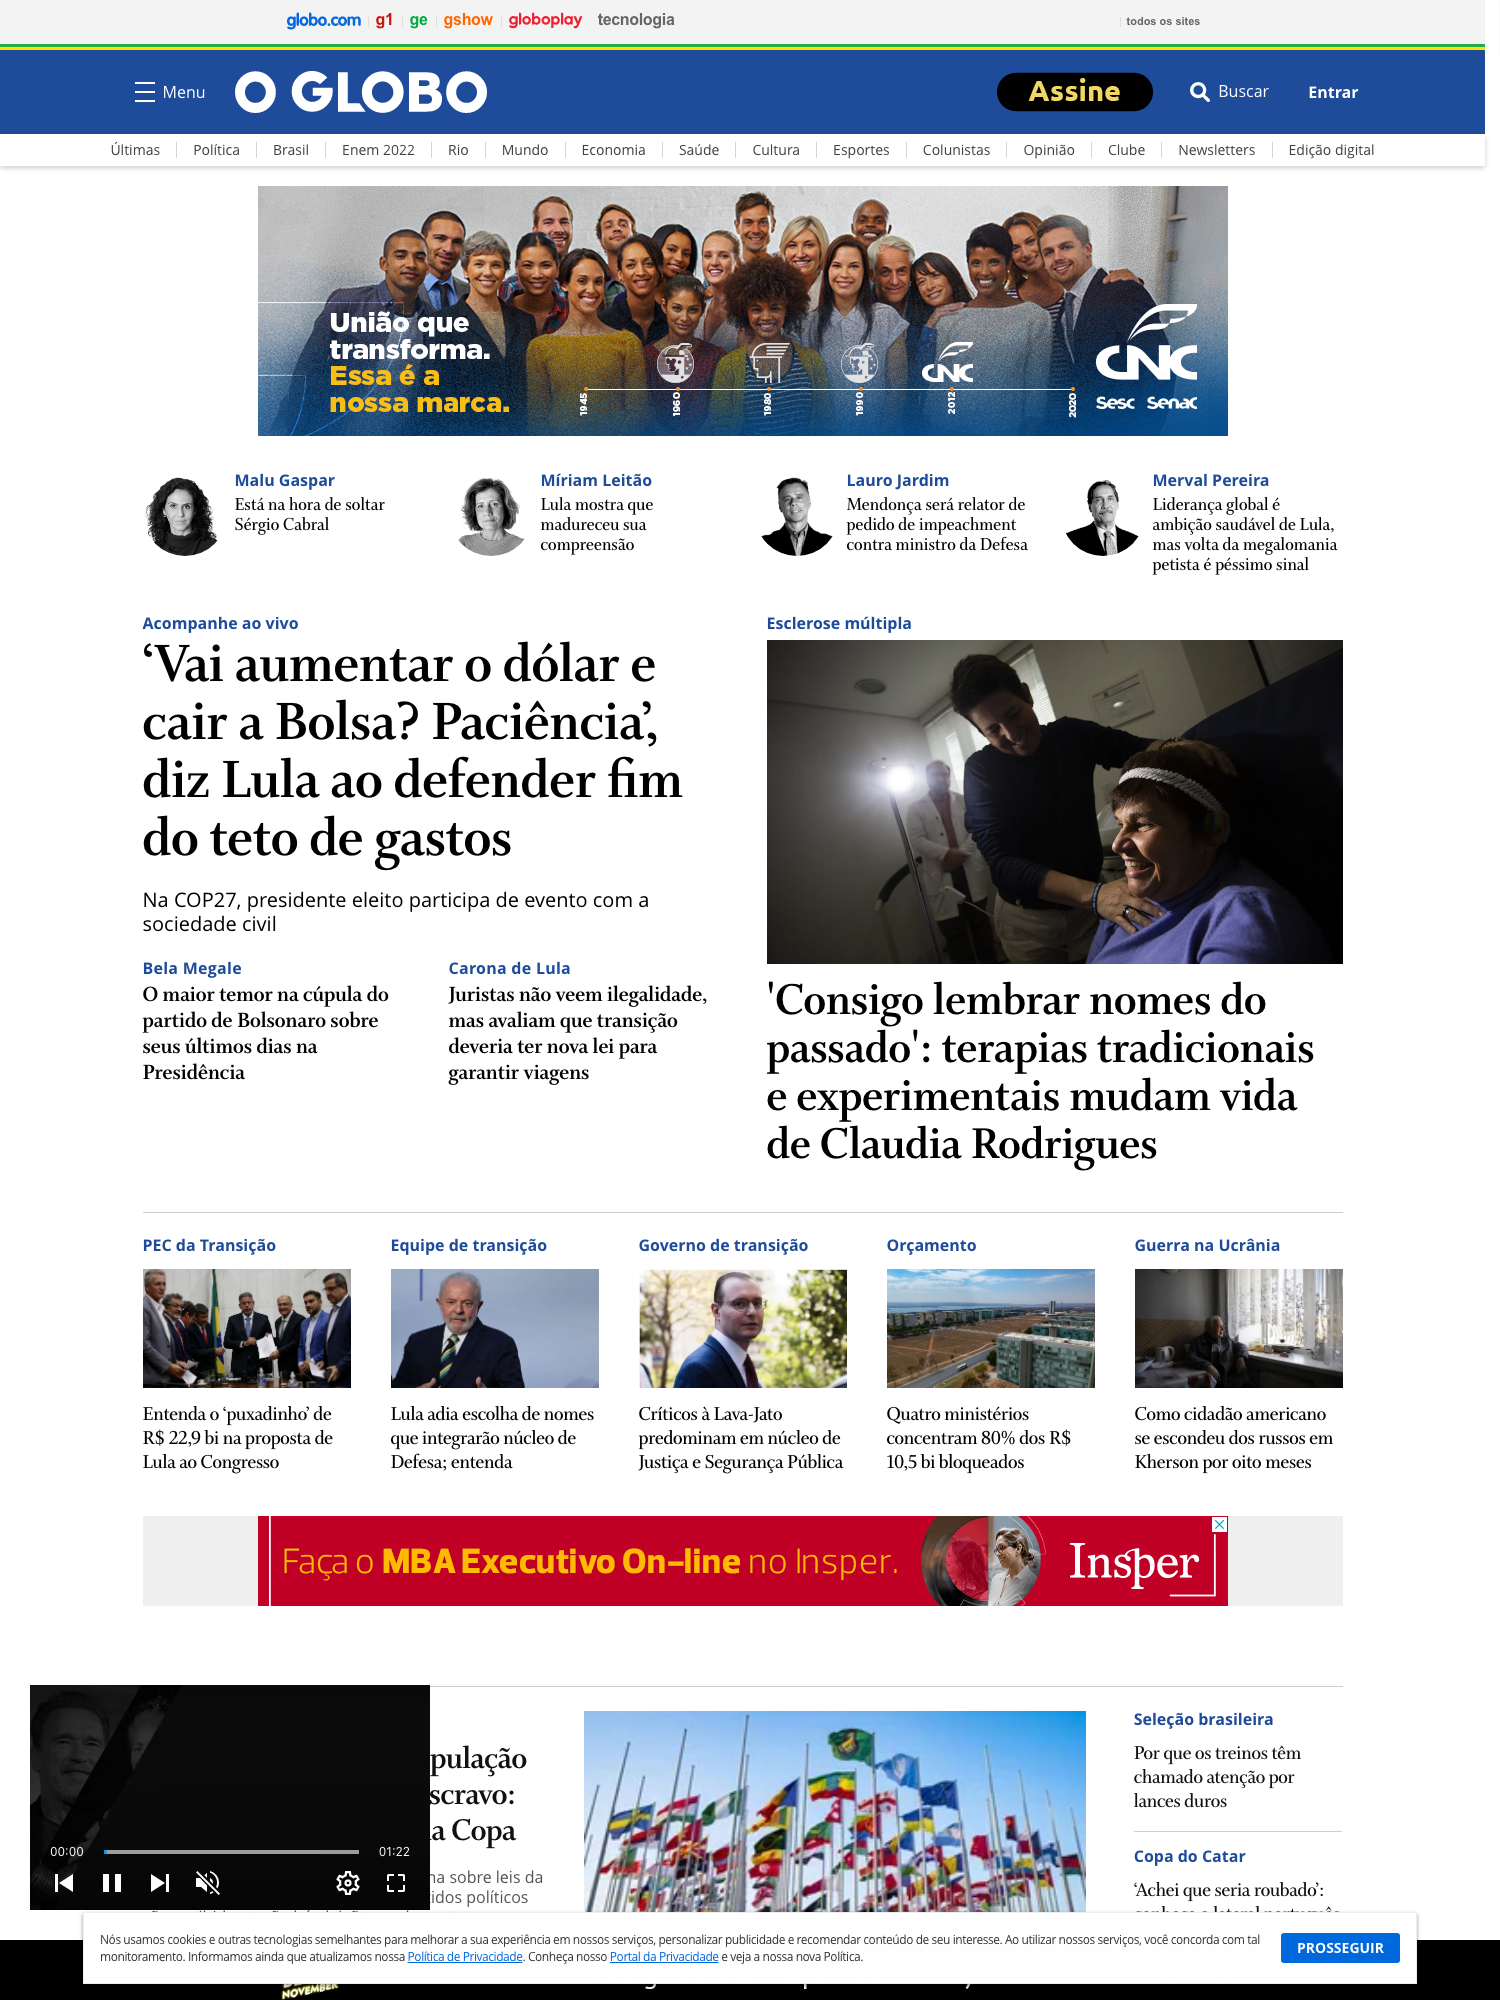 globo.com g1 ge gshow globoplay tecnologia todos os sites
Menu O GLOBO Assine Buscar Entrar
Últimas Política Brasil Enem 2022 Rio Mundo Economia Saúde Cultura Esportes Colunistas Opinião Clube Newsletters Edição digital
União que
transforma.
Essa é a
nossa marca.
CNC
1945 1960 1980 1990 2012 2020
CNC
Sesc Senac
Malu Gaspar
Está na hora de soltar
Sérgio Cabral
Míriam Leitão
Lula mostra que
madureceu sua
compreensão
Lauro Jardim
Mendonça será relator de
pedido de impeachment
contra ministro da Defesa
Merval Pereira
Liderança global é
ambição saudável de Lula,
mas volta da megalomania
petista é péssimo sinal
Acompanhe ao vivo
‘Vai aumentar o dólar e
cair a Bolsa? Paciência’,
diz Lula ao defender fim
do teto de gastos
Na COP27, presidente eleito participa de evento com a
sociedade civil
Bela Megale
O maior temor na cúpula do
partido de Bolsonaro sobre
seus últimos dias na
Presidência
Carona de Lula
Juristas não veem ilegalidade,
mas avaliam que transição
deveria ter nova lei para
garantir viagens
Esclerose múltipla
'Consigo lembrar nomes do
passado': terapias tradicionais
e experimentais mudam vida
de Claudia Rodrigues
PEC da Transição
Entenda o ‘puxadinho’ de
R$ 22,9 bi na proposta de
Lula ao Congresso
Equipe de transição
Lula adia escolha de nomes
que integrarão núcleo de
Defesa; entenda
Governo de transição
Críticos à Lava-Jato
predominam em núcleo de
Justiça e Segurança Pública
Orçamento
Quatro ministérios
concentram 80% dos R$
10,5 bi bloqueados
Guerra na Ucrânia
Como cidadão americano
se escondeu dos russos em
Kherson por oito meses
Faça o MBA Executivo On-line no Insper. Insper
pulação
scravo:
a Copa
na sobre leis da
idos políticos
00:00 01:22
Seleção brasileira
Por que os treinos têm
chamado atenção por
lances duros
Copa do Catar
‘Achei que seria roubado’:
Nós usamos cookies e outras tecnologias semelhantes para melhorar a sua experiência em nossos serviços, personalizar publicidade e recomendar conteúdo de seu interesse. Ao utilizar nossos serviços, você concorda com tal
monitoramento. Informamos ainda que atualizamos nossa Política de Privacidade. Conheça nosso Portal da Privacidade e veja a nossa nova Política.
PROSSEGUIR
NOVEMBER